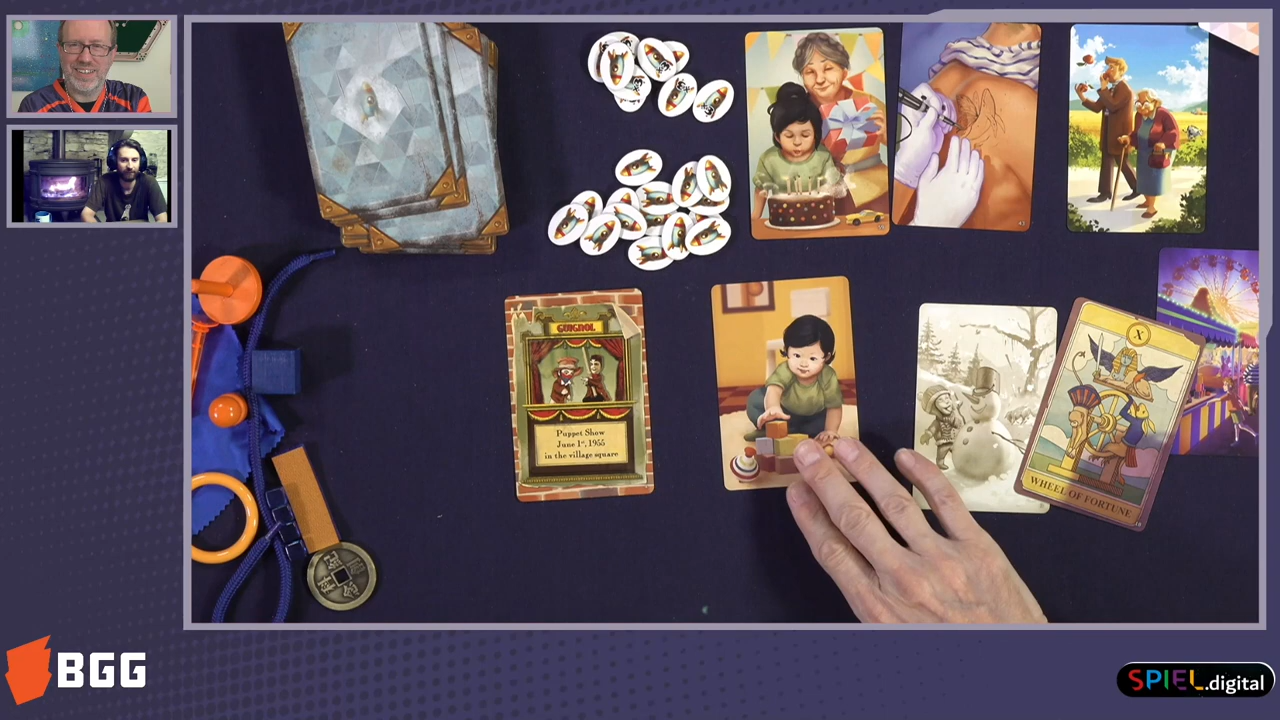 GUIGNOL
Puppet Show
June 1st, 1955
in the village square
X
WHEEL OF FORTUNE
BGG
SPIEL.digital